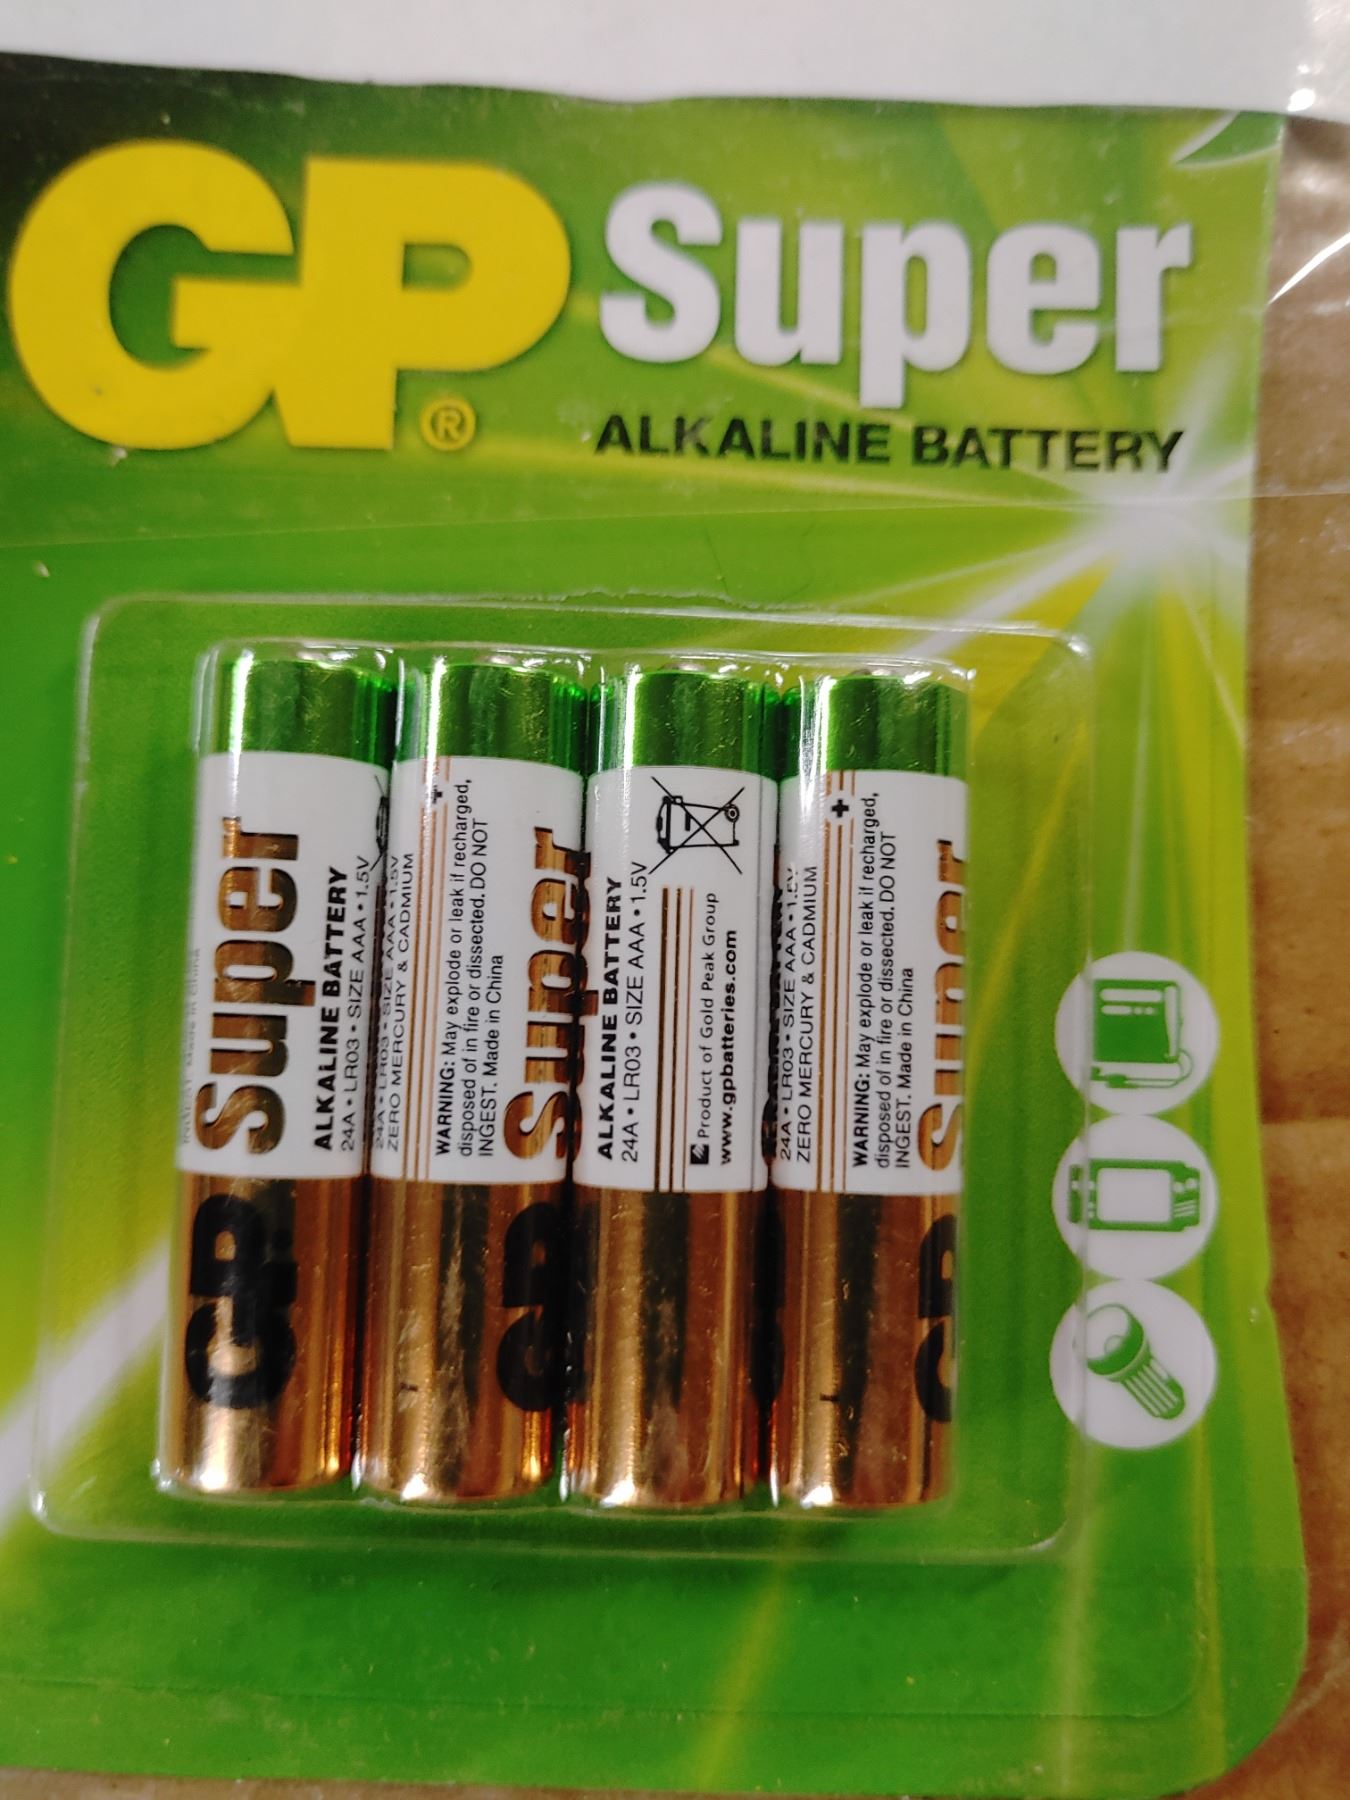 GP
®
Super
ALKALINE BATTERY
GP
Super
ALKALINE BATTERY
24A • LR03 • SIZE AAA • 1.5V
24A • LR03 • SIZE AAA • 1.5V
ZERO MERCURY & CADMIUM
+
WARNING: May explode or leak if recharged,
disposed of in fire or dissected. DO NOT
INGEST. Made in China
GP
Super
ALKALINE BATTERY
24A • LR03 • SIZE AAA • 1.5V
Product of Gold Peak Group
www.gpbatteries.com
24A • LR03 • SIZE AAA • 1.5V
ZERO MERCURY & CADMIUM
+
WARNING: May explode or leak if recharged,
disposed of in fire or dissected. DO NOT
INGEST. Made in China
GP
Super